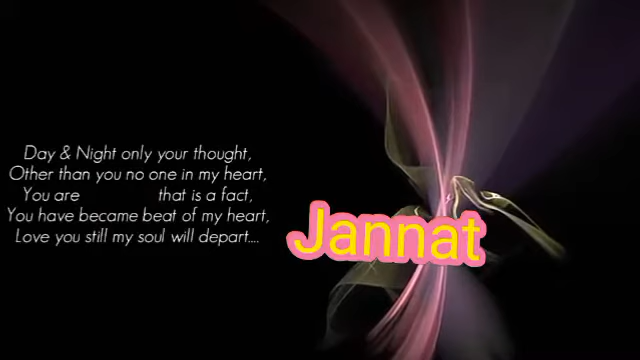 Day & Night only your thought,
Other than you no one in my heart,
You are that is a fact,
You have became beat of my heart,
Love you still my soul will depart....
Jannat